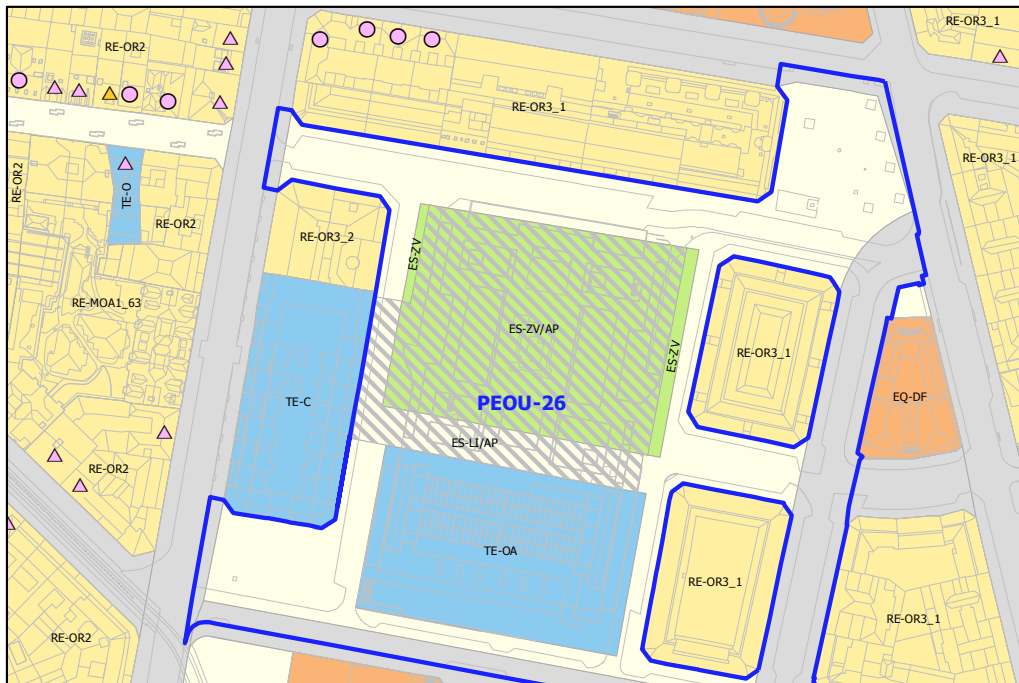 RE-OR3_1
RE-OR2
RE-OR3_1
RE-OR3_1
RE-OR2
TE-O
RE-OR2
RE-OR3_2
ES-ZV
RE-MOA1_63
ES-ZV/AP
ES-ZV
RE-OR3_1
EQ-DF
TE-C
PEOU-26
ES-LI/AP
RE-OR2
TE-OA
RE-OR3_1
RE-OR3_1
RE-OR2